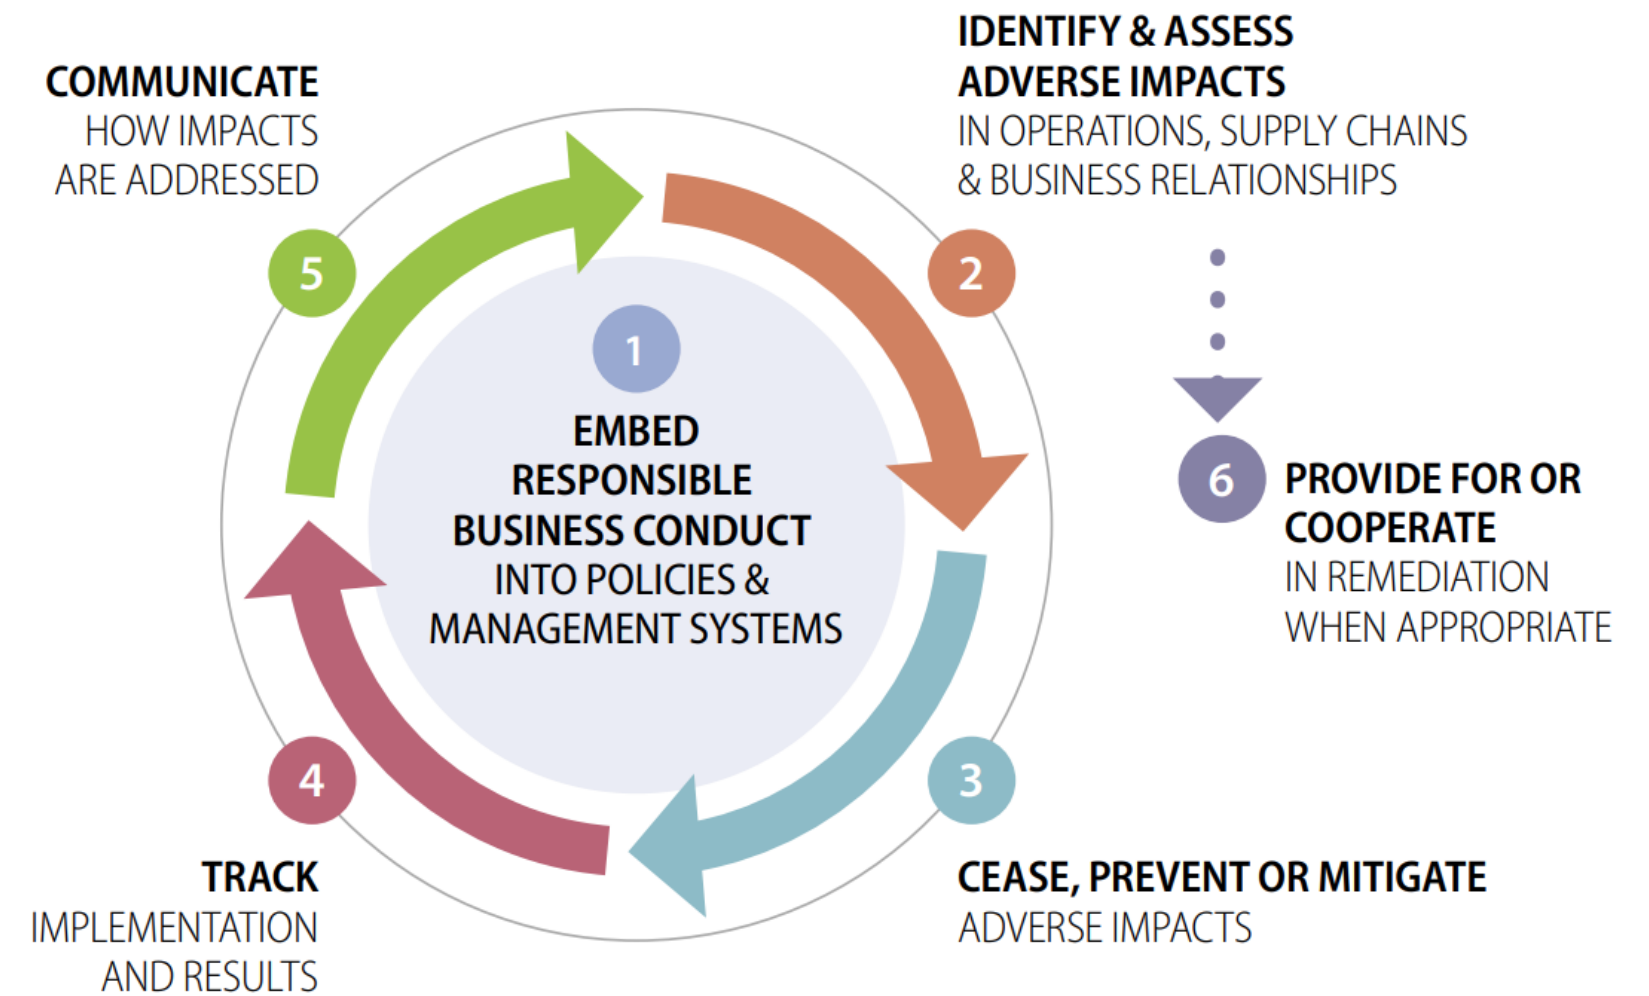 1
EMBED
RESPONSIBLE
BUSINESS CONDUCT
INTO POLICIES &
MANAGEMENT SYSTEMS
2
IDENTIFY & ASSESS
ADVERSE IMPACTS
IN OPERATIONS, SUPPLY CHAINS
& BUSINESS RELATIONSHIPS
3
CEASE, PREVENT OR MITIGATE
ADVERSE IMPACTS
4
TRACK
IMPLEMENTATION
AND RESULTS
5
COMMUNICATE
HOW IMPACTS
ARE ADDRESSED
6
PROVIDE FOR OR
COOPERATE
IN REMEDIATION
WHEN APPROPRIATE